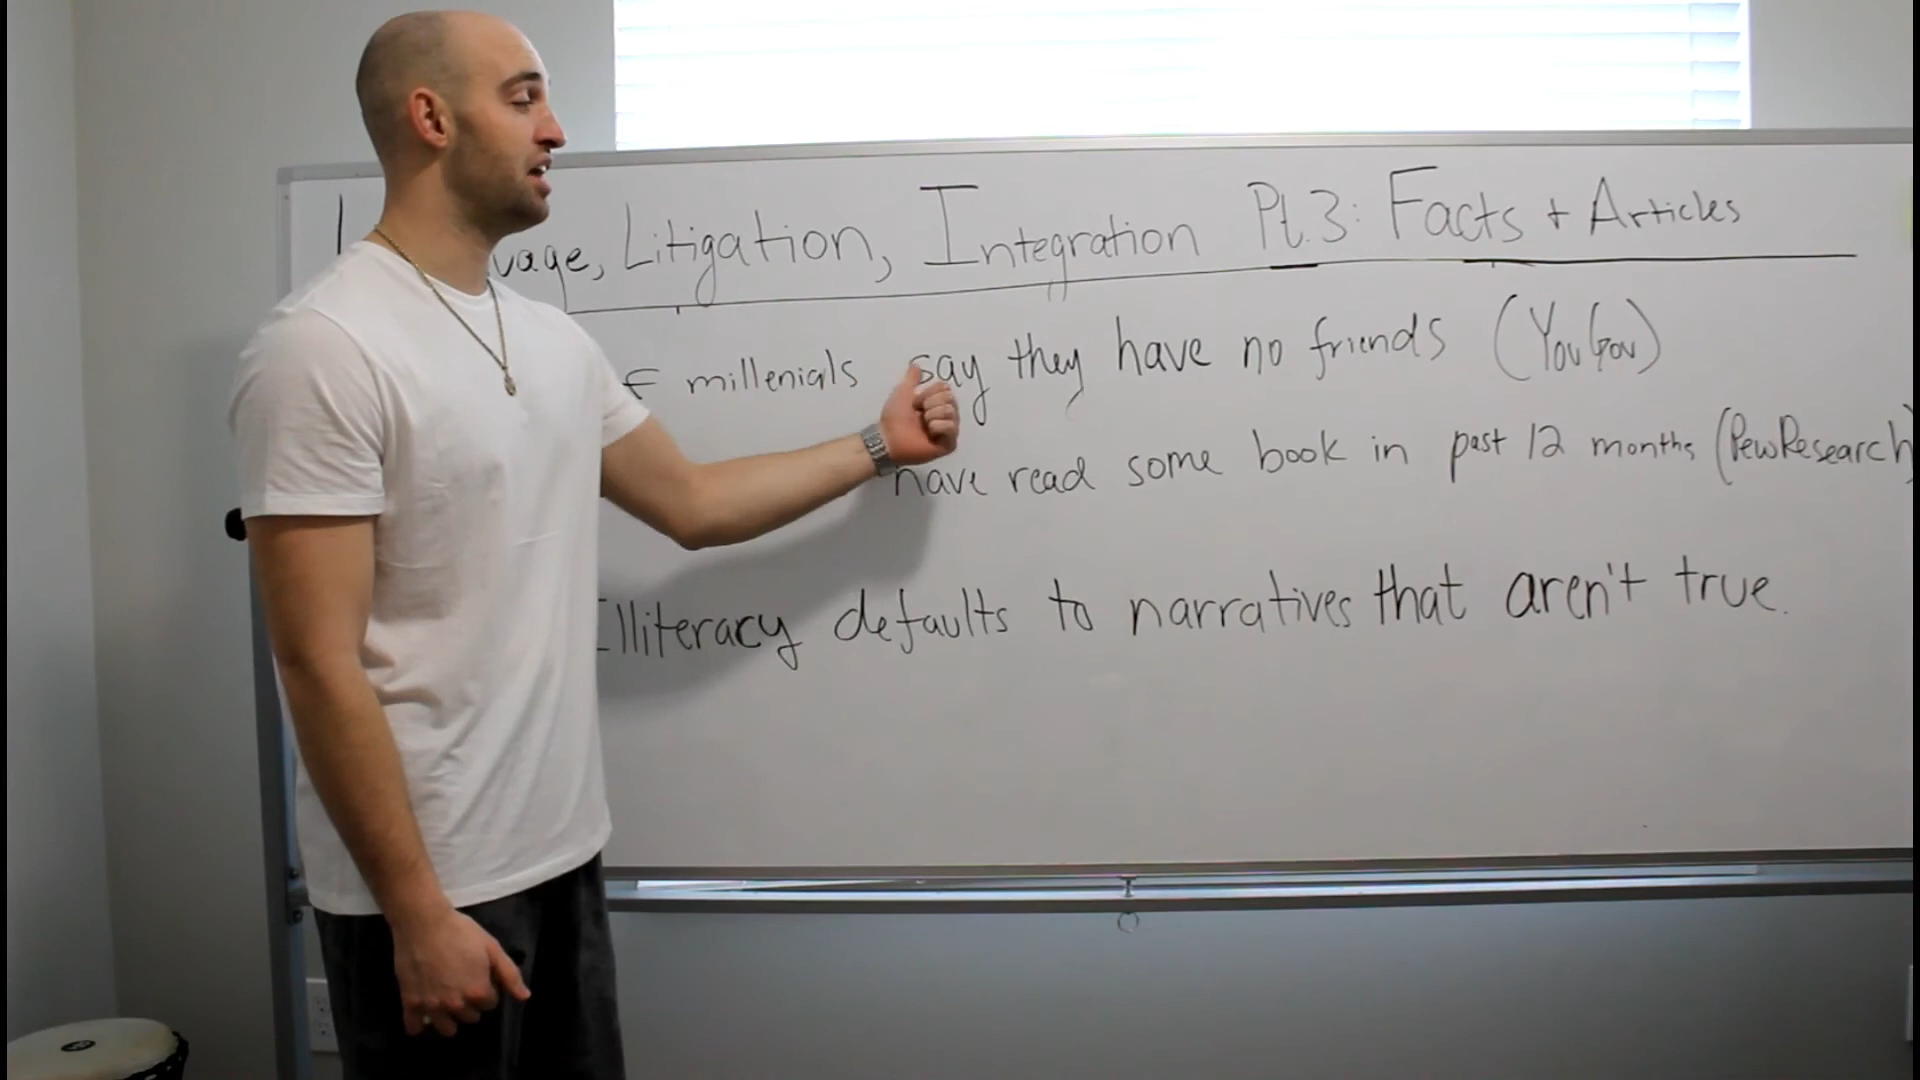 Language, Litigation, Integration Pt.3: Facts + Articles
millenials say they have no friends (YouGov)
have read some book in past 12 months (PewResearch)
Illiteracy defaults to narratives that aren't true.